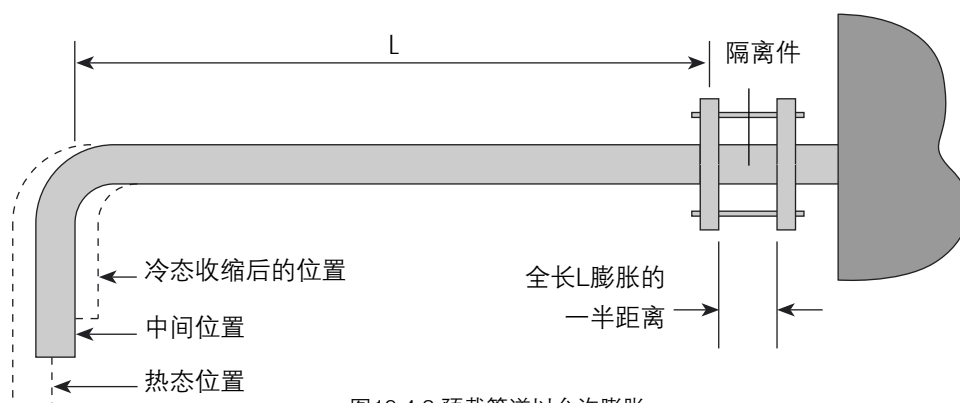 L
隔离件
冷态收缩后的位置
全长L膨胀的
一半距离
中间位置
热态位置